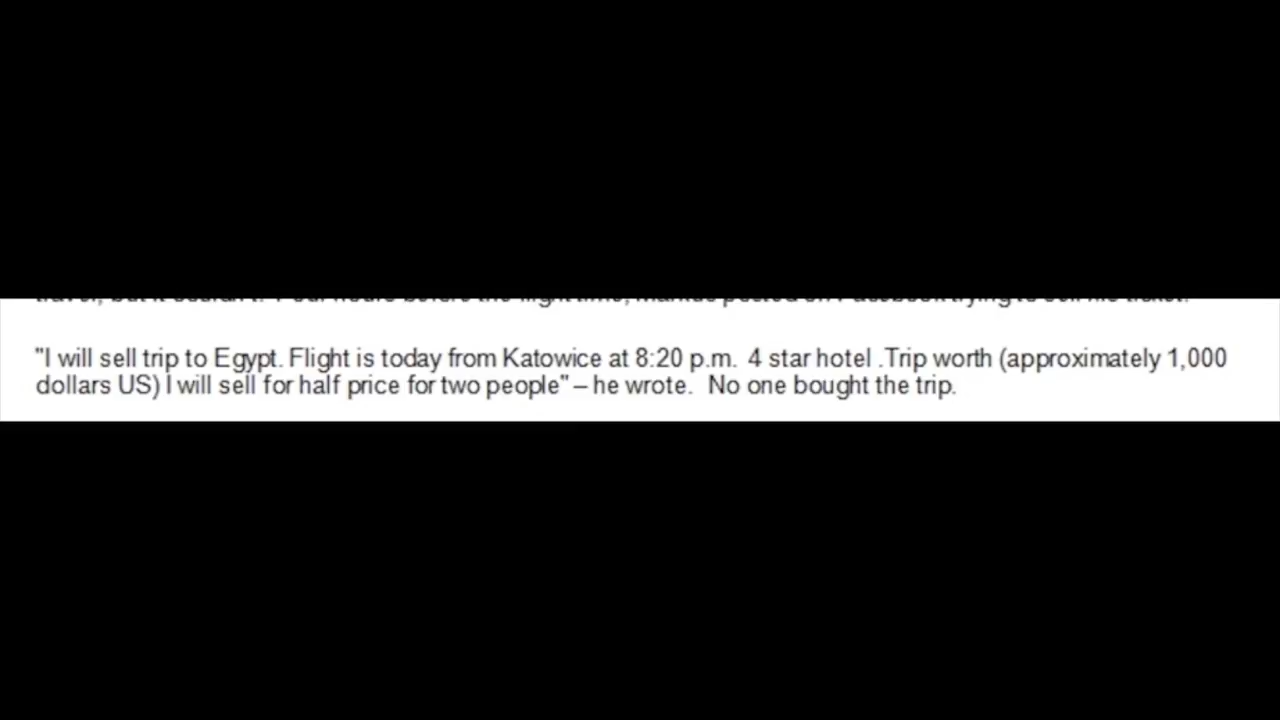 "I will sell trip to Egypt. Flight is today from Katowice at 8:20 p.m.  4 star hotel .Trip worth (approximately 1,000
dollars US) I will sell for half price for two people" – he wrote.  No one bought the trip.